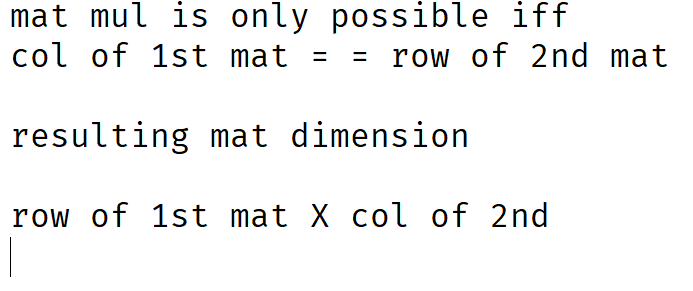 mat mul is only possible iff
col of 1st mat = = row of 2nd mat
resulting mat dimension
row of 1st mat X col of 2nd